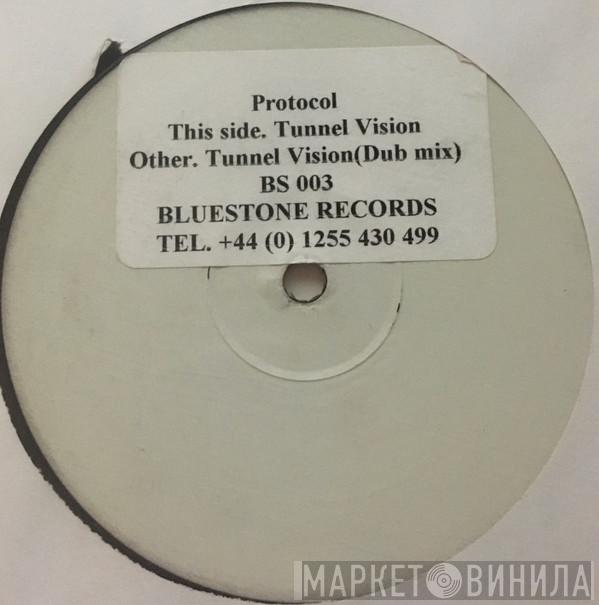 Protocol
This side. Tunnel Vision
Other. Tunnel Vision(Dub mix)
BS 003
BLUESTONE RECORDS
TEL. +44 (0) 1255 430 499
МАРКЕТ ВИНИЛА